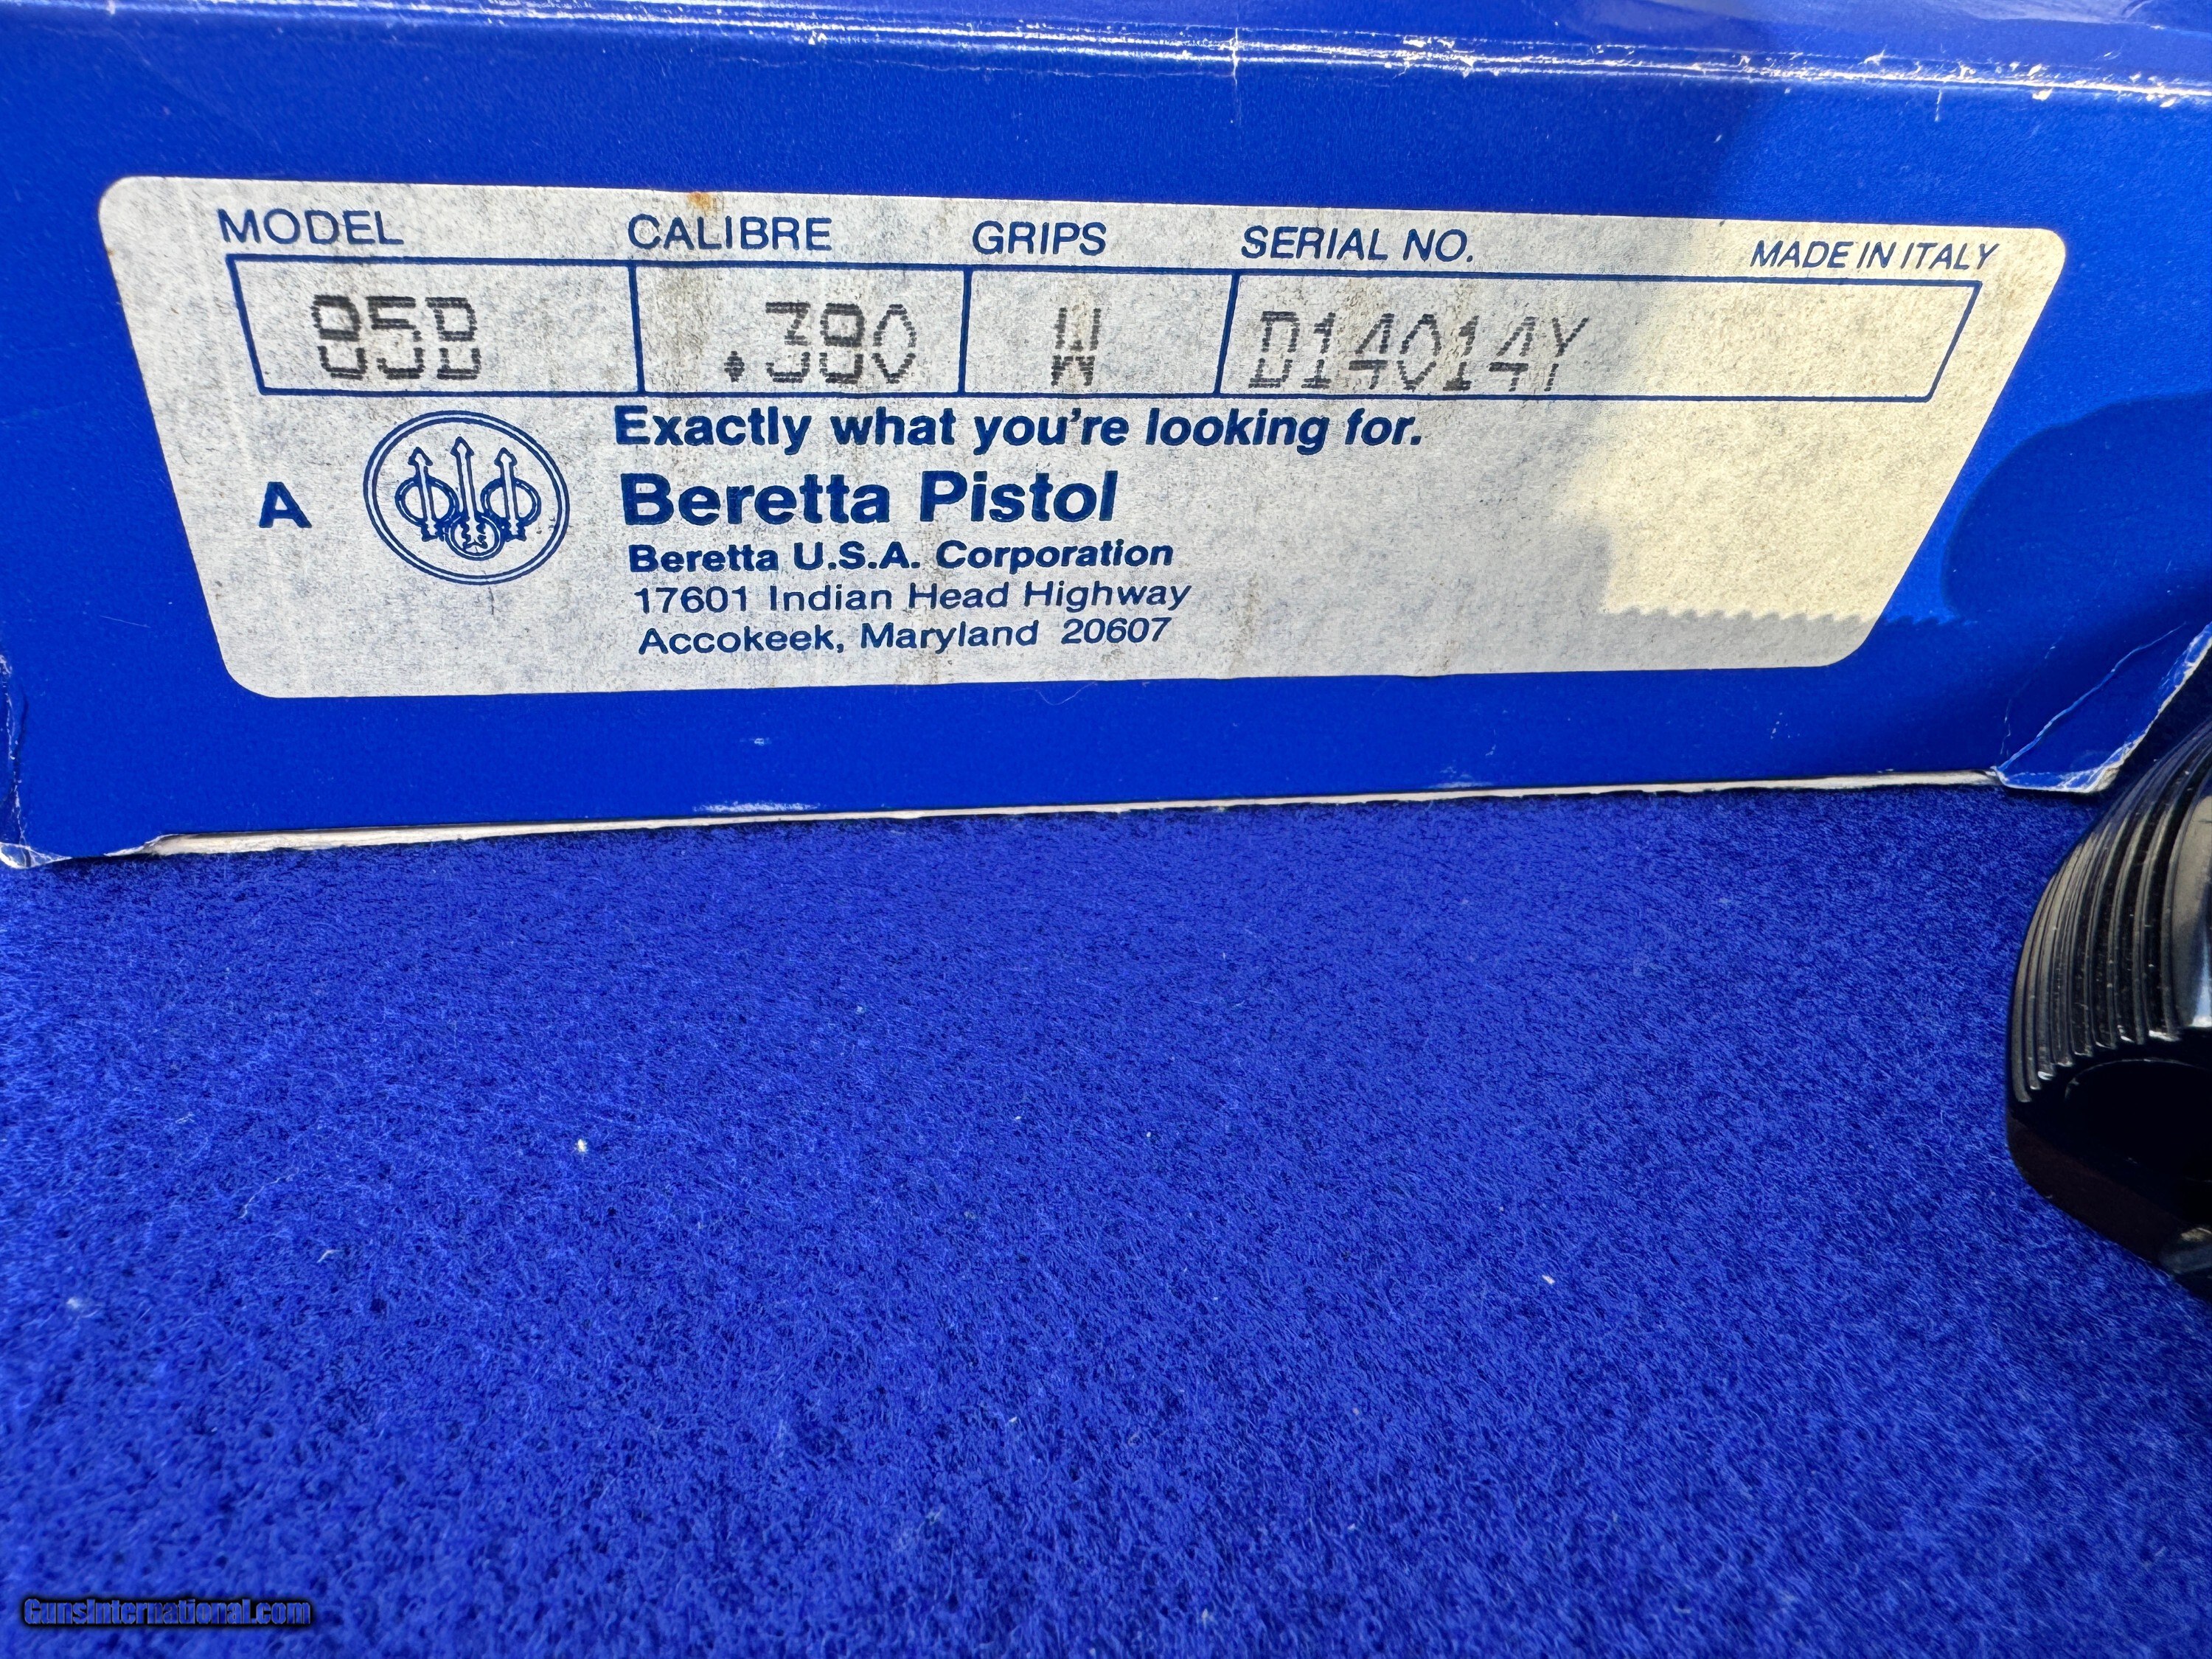 MODEL CALIBRE GRIPS SERIAL NO. MADE IN ITALY
85B .380 W D14014Y
Exactly what you're looking for.
A Beretta Pistol
Beretta U.S.A. Corporation
17601 Indian Head Highway
Accokeek, Maryland 20607
GunsInternational.com